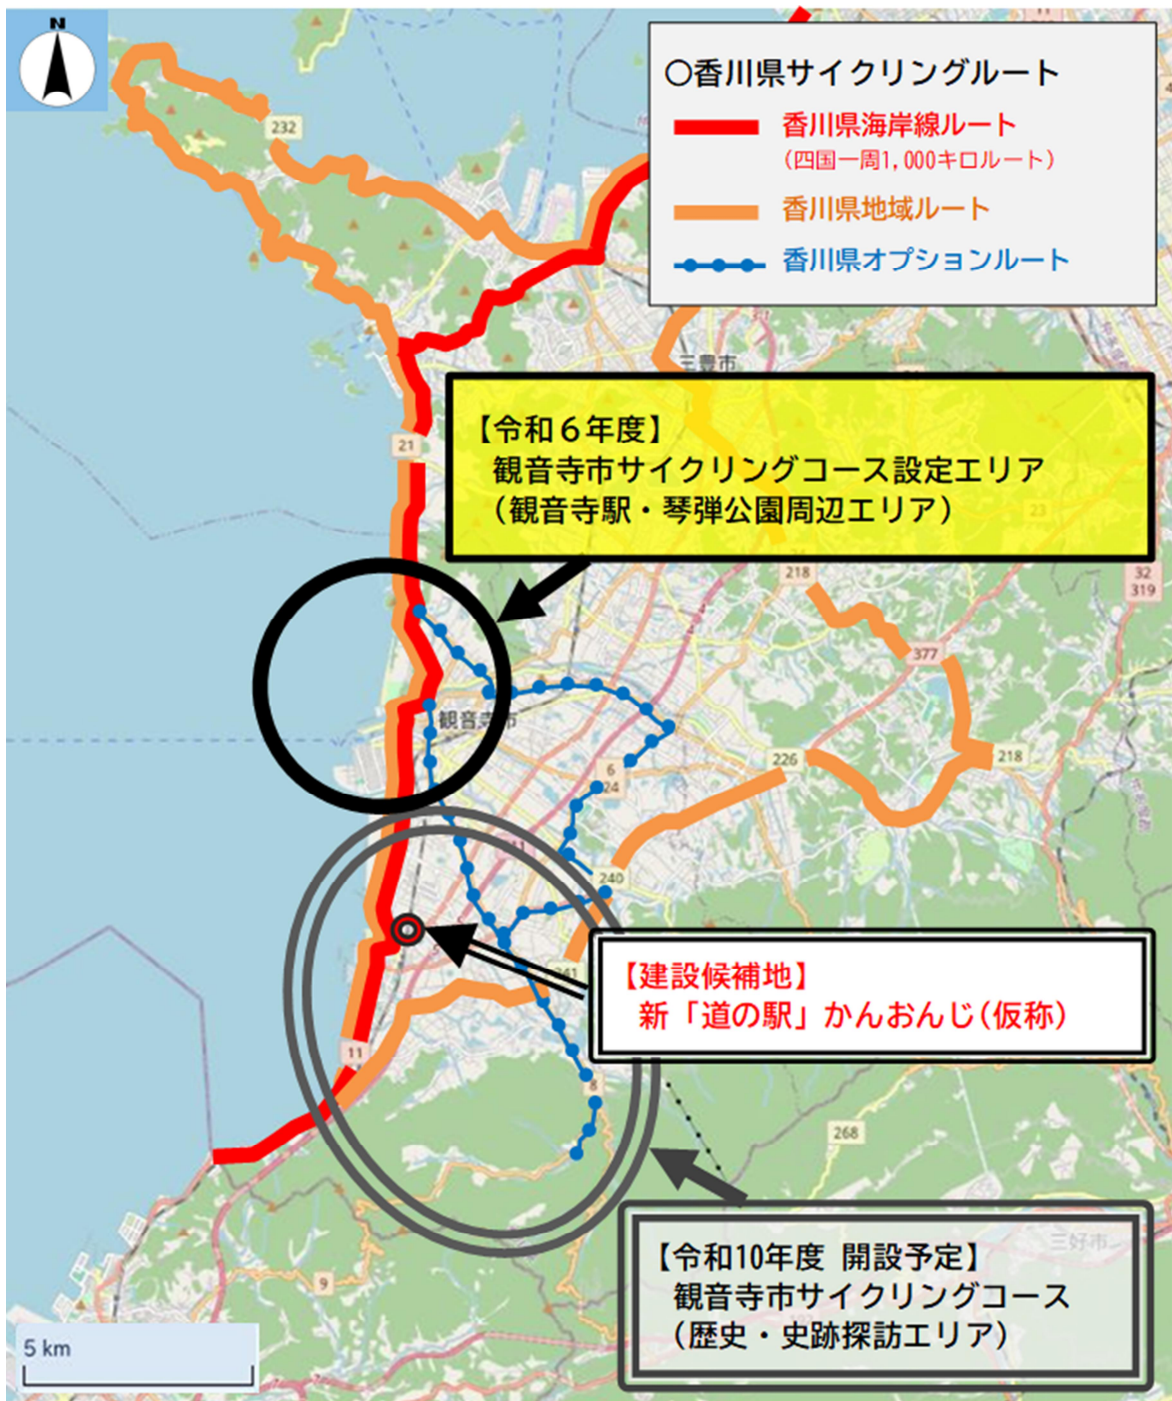 N
○香川県サイクリングルート
香川県海岸線ルート
(四国一周1,000キロルート)
香川県地域ルート
香川県オプションルート
232
三豊市
【令和６年度】
観音寺市サイクリングコース設定エリア
(観音寺駅・琴弾公園周辺エリア)
21
23
218
32
319
377
観音寺市
226
218
6
24
11
240
【建設候補地】
新「道の駅」かんおんじ(仮称)
241
11
8
268
【令和10年度 開設予定】
観音寺市サイクリングコース
(歴史・史跡探訪エリア)
三好市
9
5 km